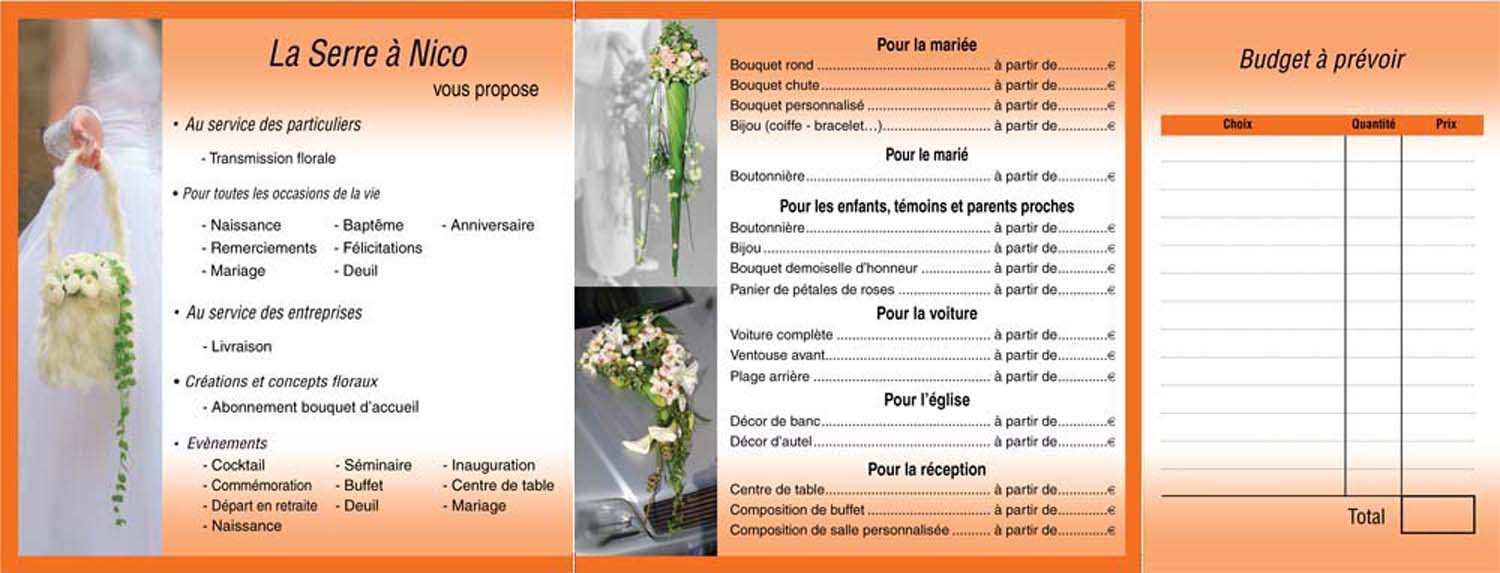 La Serre à Nico
vous propose
• Au service des particuliers
- Transmission florale
• Pour toutes les occasions de la vie
- Naissance - Baptême - Anniversaire
- Remerciements - Félicitations
- Mariage - Deuil
• Au service des entreprises
- Livraison
• Créations et concepts floraux
- Abonnement bouquet d'accueil
• Evènements
- Cocktail - Séminaire - Inauguration
- Commémoration - Buffet - Centre de table
- Départ en retraite - Deuil - Mariage
- Naissance
Pour la mariée
Bouquet rond ........................................... à partir de............€
Bouquet chute.......................................... à partir de............€
Bouquet personnalisé ............................... à partir de............€
Bijou (coiffe - bracelet…)........................... à partir de............€
Pour le marié
Boutonnière.............................................. à partir de............€
Pour les enfants, témoins et parents proches
Boutonnière.............................................. à partir de............€
Bijou......................................................... à partir de............€
Bouquet demoiselle d'honneur ................. à partir de............€
Panier de pétales de roses ....................... à partir de............€
Pour la voiture
Voiture complète ...................................... à partir de............€
Ventouse avant......................................... à partir de............€
Plage arrière ............................................ à partir de............€
Pour l'église
Décor de banc.......................................... à partir de............€
Décor d'autel............................................ à partir de............€
Pour la réception
Centre de table......................................... à partir de............€
Composition de buffet ............................... à partir de............€
Composition de salle personnalisée .......... à partir de............€
Budget à prévoir
Choix Quantité Prix
Total